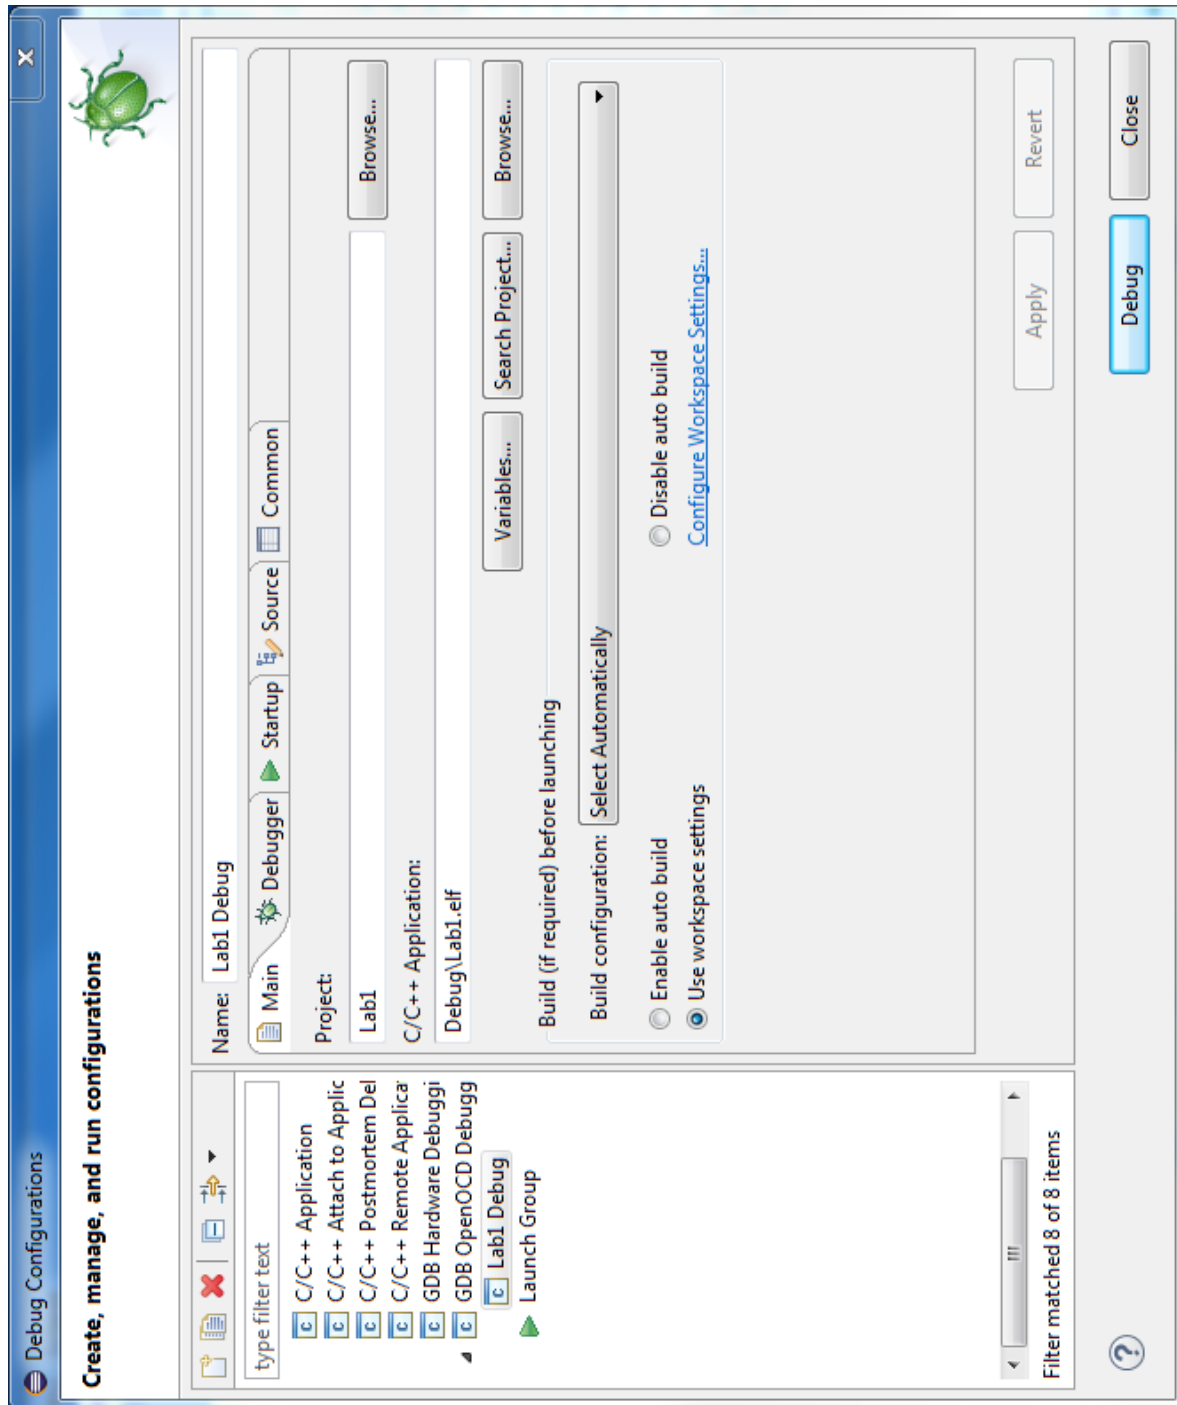 Debug Configurations
X
Create, manage, and run configurations
type filter text
C/C++ Application
C/C++ Attach to Applic
C/C++ Postmortem Del
C/C++ Remote Applica
GDB Hardware Debuggi
GDB OpenOCD Debugg
Lab1 Debug
Launch Group
Filter matched 8 of 8 items
Name: Lab1 Debug
Main Debugger Startup Source Common
Project:
Lab1 Browse...
C/C++ Application:
Debug\Lab1.elf
Variables... Search Project... Browse...
Build (if required) before launching
Build configuration: Select Automatically
Enable auto build Disable auto build
Use workspace settings Configure Workspace Settings...
Apply Revert
? Debug Close